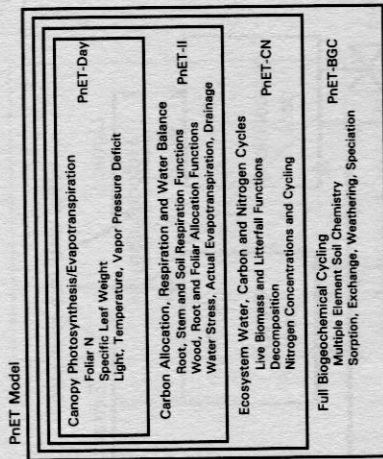 PnET Model
Canopy Photosynthesis/Evapotranspiration
Foliar N PnET-Day
Specific Leaf Weight
Light, Temperature, Vapor Pressure Deficit
Carbon Allocation, Respiration and Water Balance
Root, Stem and Soil Respiration Functions PnET-II
Wood, Root and Foliar Allocation Functions
Water Stress, Actual Evapotranspiration, Drainage
Ecosystem Water, Carbon and Nitrogen Cycles
Live Biomass and Litterfall Functions PnET-CN
Decomposition
Nitrogen Concentrations and Cycling
Full Biogeochemical Cycling PnET-BGC
Multiple Element Soil Chemistry
Sorption, Exchange, Weathering, Speciation